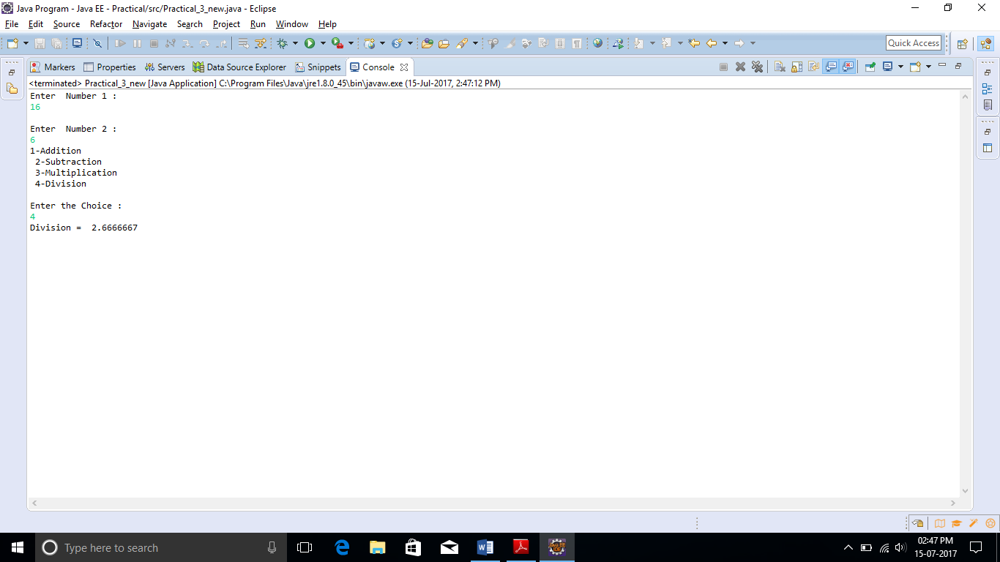 Java Program - Java EE - Practical/src/Practical_3_new.java - Eclipse
File Edit Source Refactor Navigate Search Project Run Window Help
Quick Access
Markers Properties Servers Data Source Explorer Snippets Console
<terminated> Practical_3_new [Java Application] C:\Program Files\Java\jre1.8.0_45\bin\javaw.exe (15-Jul-2017, 2:47:12 PM)
Enter  Number 1 :
16
Enter  Number 2 :
6
1-Addition
 2-Subtraction
 3-Multiplication
 4-Division
Enter the Choice :
4
Division =  2.6666667
Type here to search
Java EE
IDE
02:47 PM
15-07-2017